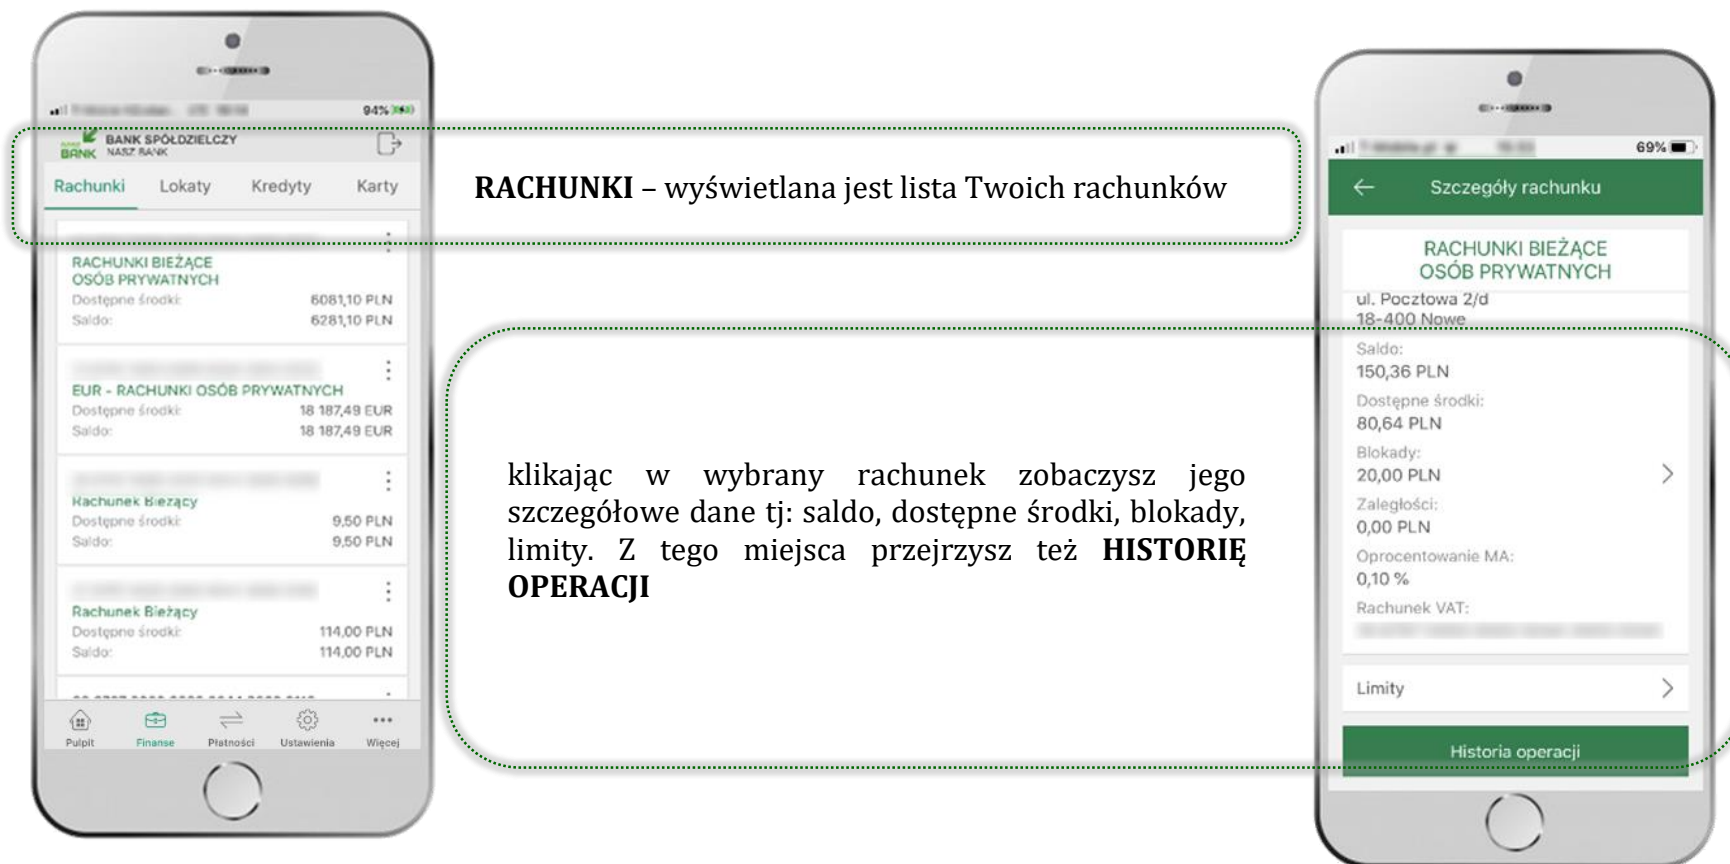 94%
BANK SPÓŁDZIELCZY
NASZ BANK
BANK
Rachunki Lokaty Kredyty Karty
RACHUNKI BIEŻĄCE
OSÓB PRYWATNYCH
Dostępne środki: 6081,10 PLN
Saldo: 6281,10 PLN
EUR - RACHUNKI OSÓB PRYWATNYCH
Dostępne środki: 18 187,49 EUR
Saldo: 18 187,49 EUR
Rachunek Bieżący
Dostępne środki: 9,50 PLN
Saldo: 9,50 PLN
Rachunek Bieżący
Dostępne środki: 114,00 PLN
Saldo: 114,00 PLN
Pulpit Finanse Płatności Ustawienia Więcej
RACHUNKI – wyświetlana jest lista Twoich rachunków
klikając w wybrany rachunek zobaczysz jego
szczegółowe dane tj: saldo, dostępne środki, blokady,
limity. Z tego miejsca przejrzysz też HISTORIĘ
OPERACJI
69%
Szczegóły rachunku
RACHUNKI BIEŻĄCE
OSÓB PRYWATNYCH
ul. Pocztowa 2/d
18-400 Nowe
Saldo:
150,36 PLN
Dostępne środki:
80,64 PLN
Blokady:
20,00 PLN
Zaległości:
0,00 PLN
Oprocentowanie MA:
0,10 %
Rachunek VAT:
Limity
Historia operacji